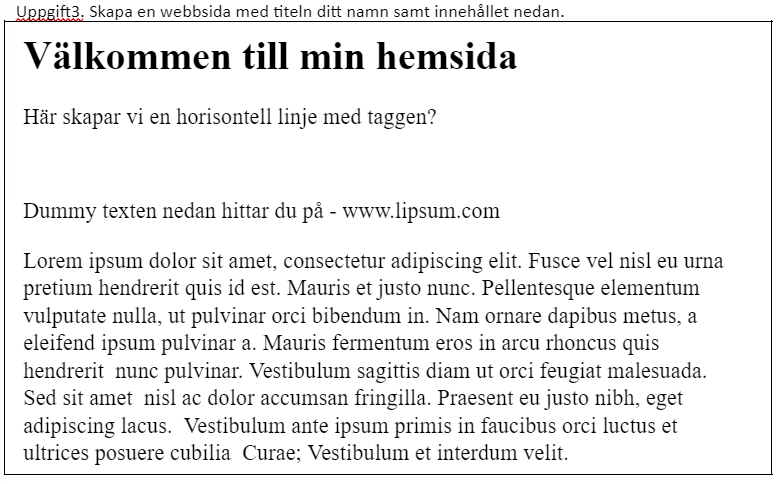 Uppgift3. Skapa en webbsida med titeln ditt namn samt innehållet nedan.
Välkommen till min hemsida
Här skapar vi en horisontell linje med taggen?
Dummy texten nedan hittar du på - www.lipsum.com
Lorem ipsum dolor sit amet, consectetur adipiscing elit. Fusce vel nisl eu urna
pretium hendrerit quis id est. Mauris et justo nunc. Pellentesque elementum
vulputate nulla, ut pulvinar orci bibendum in. Nam ornare dapibus metus, a
eleifend ipsum pulvinar a. Mauris fermentum eros in arcu rhoncus quis
hendrerit  nunc pulvinar. Vestibulum sagittis diam ut orci feugiat malesuada.
Sed sit amet  nisl ac dolor accumsan fringilla. Praesent eu justo nibh, eget
adipiscing lacus.  Vestibulum ante ipsum primis in faucibus orci luctus et
ultrices posuere cubilia  Curae; Vestibulum et interdum velit.